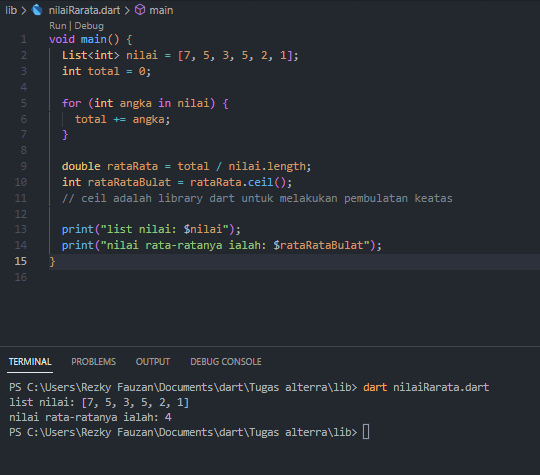 lib > nilaiRarata.dart > main
Run | Debug
1 void main() {
2 List<int> nilai = [7, 5, 3, 5, 2, 1];
3 int total = 0;
4
5 for (int angka in nilai) {
6 total += angka;
7 }
8
9 double rataRata = total / nilai.length;
10 int rataRataBulat = rataRata.ceil();
11 // ceil adalah library dart untuk melakukan pembulatan keatas
12
13 print("list nilai: $nilai");
14 print("nilai rata-ratanya ialah: $rataRataBulat");
15 }
16
TERMINAL PROBLEMS OUTPUT DEBUG CONSOLE
PS C:\Users\Rezky Fauzan\Documents\dart\Tugas alterra\lib> dart nilaiRarata.dart
list nilai: [7, 5, 3, 5, 2, 1]
nilai rata-ratanya ialah: 4
PS C:\Users\Rezky Fauzan\Documents\dart\Tugas alterra\lib>